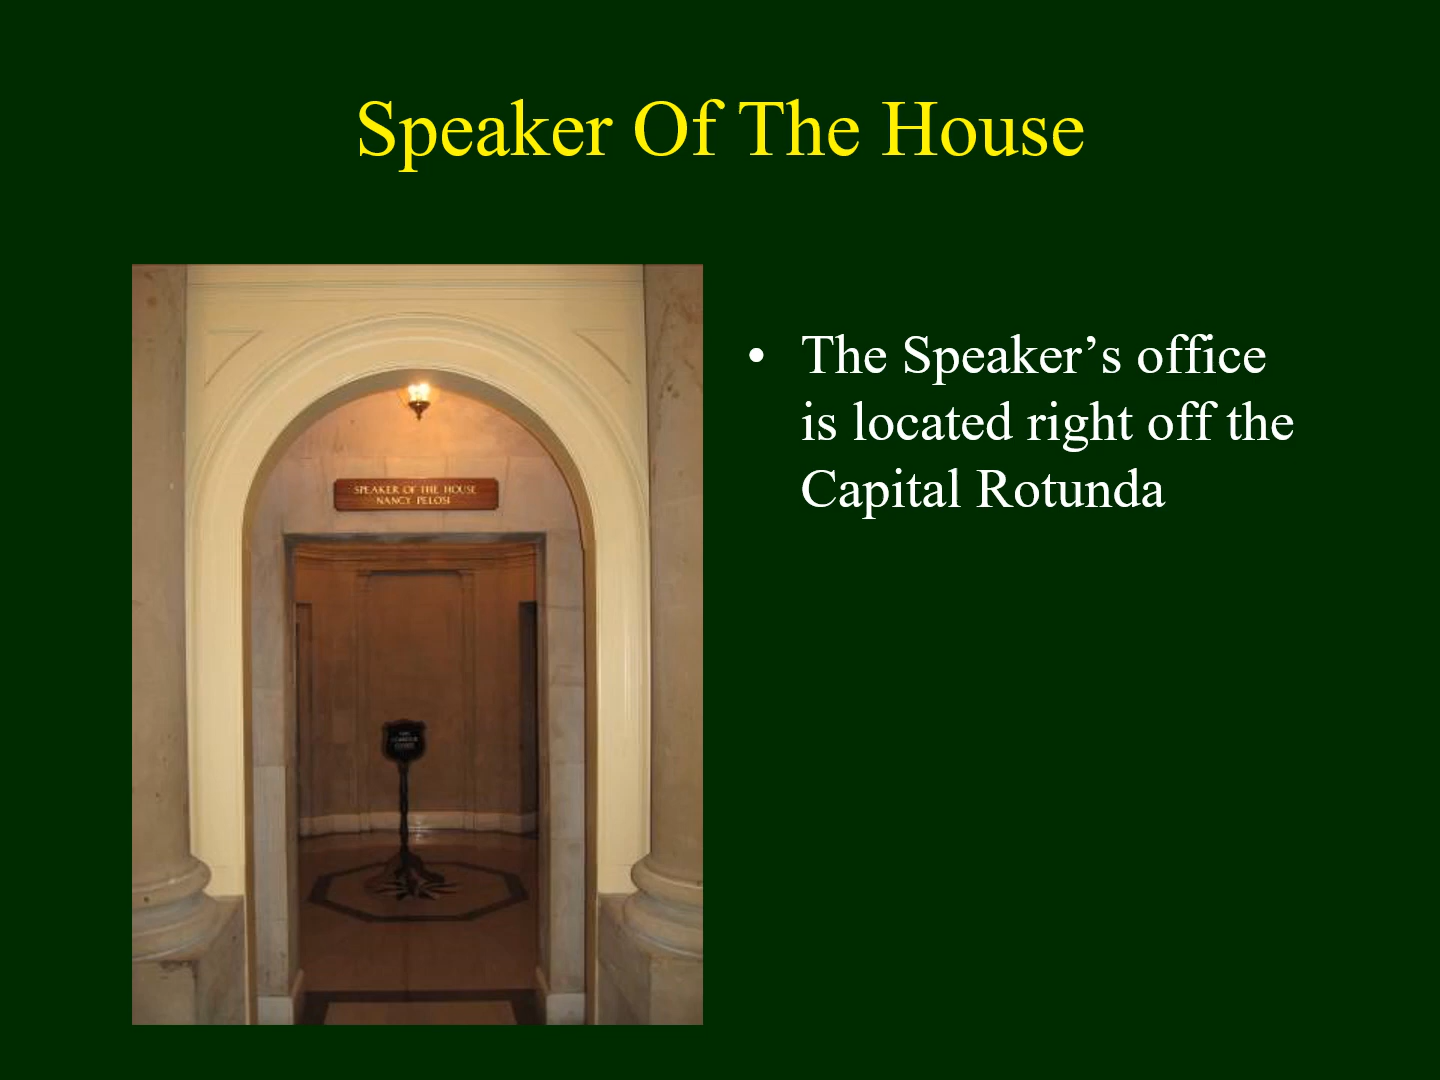 Speaker Of The House
SPEAKER OF THE HOUSE
NANCY PELOSI
• The Speaker’s office
is located right off the
Capital Rotunda